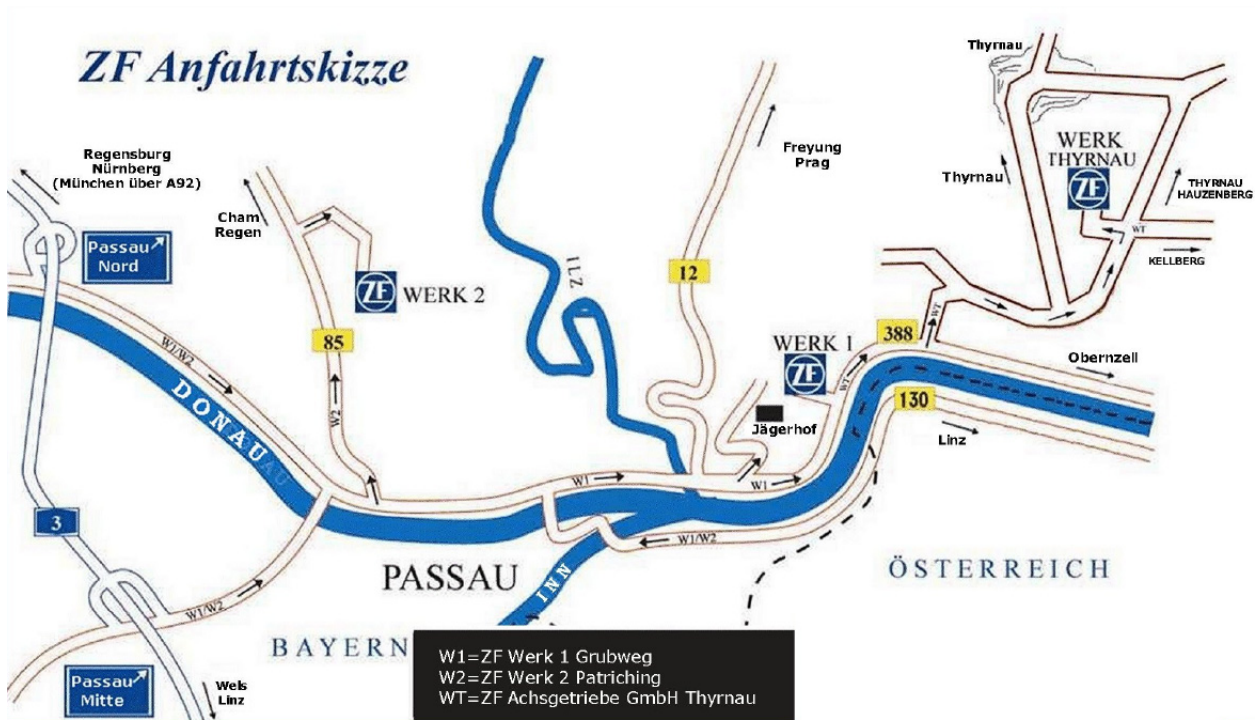 ZF Anfahrtskizze
Regensburg
Nürnberg
(München über A92)
Passau
Nord
Cham
Regen
ZF
WERK 2
85
W1/W2
DONAU
W2
3
W1/W2
Passau
Mitte
Wels
Linz
ILZ
12
Freyung
Prag
WERK 1
ZF
Jägerhof
W1
W1
WT
388
WT
130
Linz
Obernzell
Thyrnau
WERK
THYRNAU
ZF
Thyrnau
THYRNAU
HAUZENBERG
WT
KELLBERG
W1/W2
PASSAU
INN
ÖSTERREICH
BAYERN
W1=ZF Werk 1 Grubweg
W2=ZF Werk 2 Patriching
WT=ZF Achsgetriebe GmbH Thyrnau